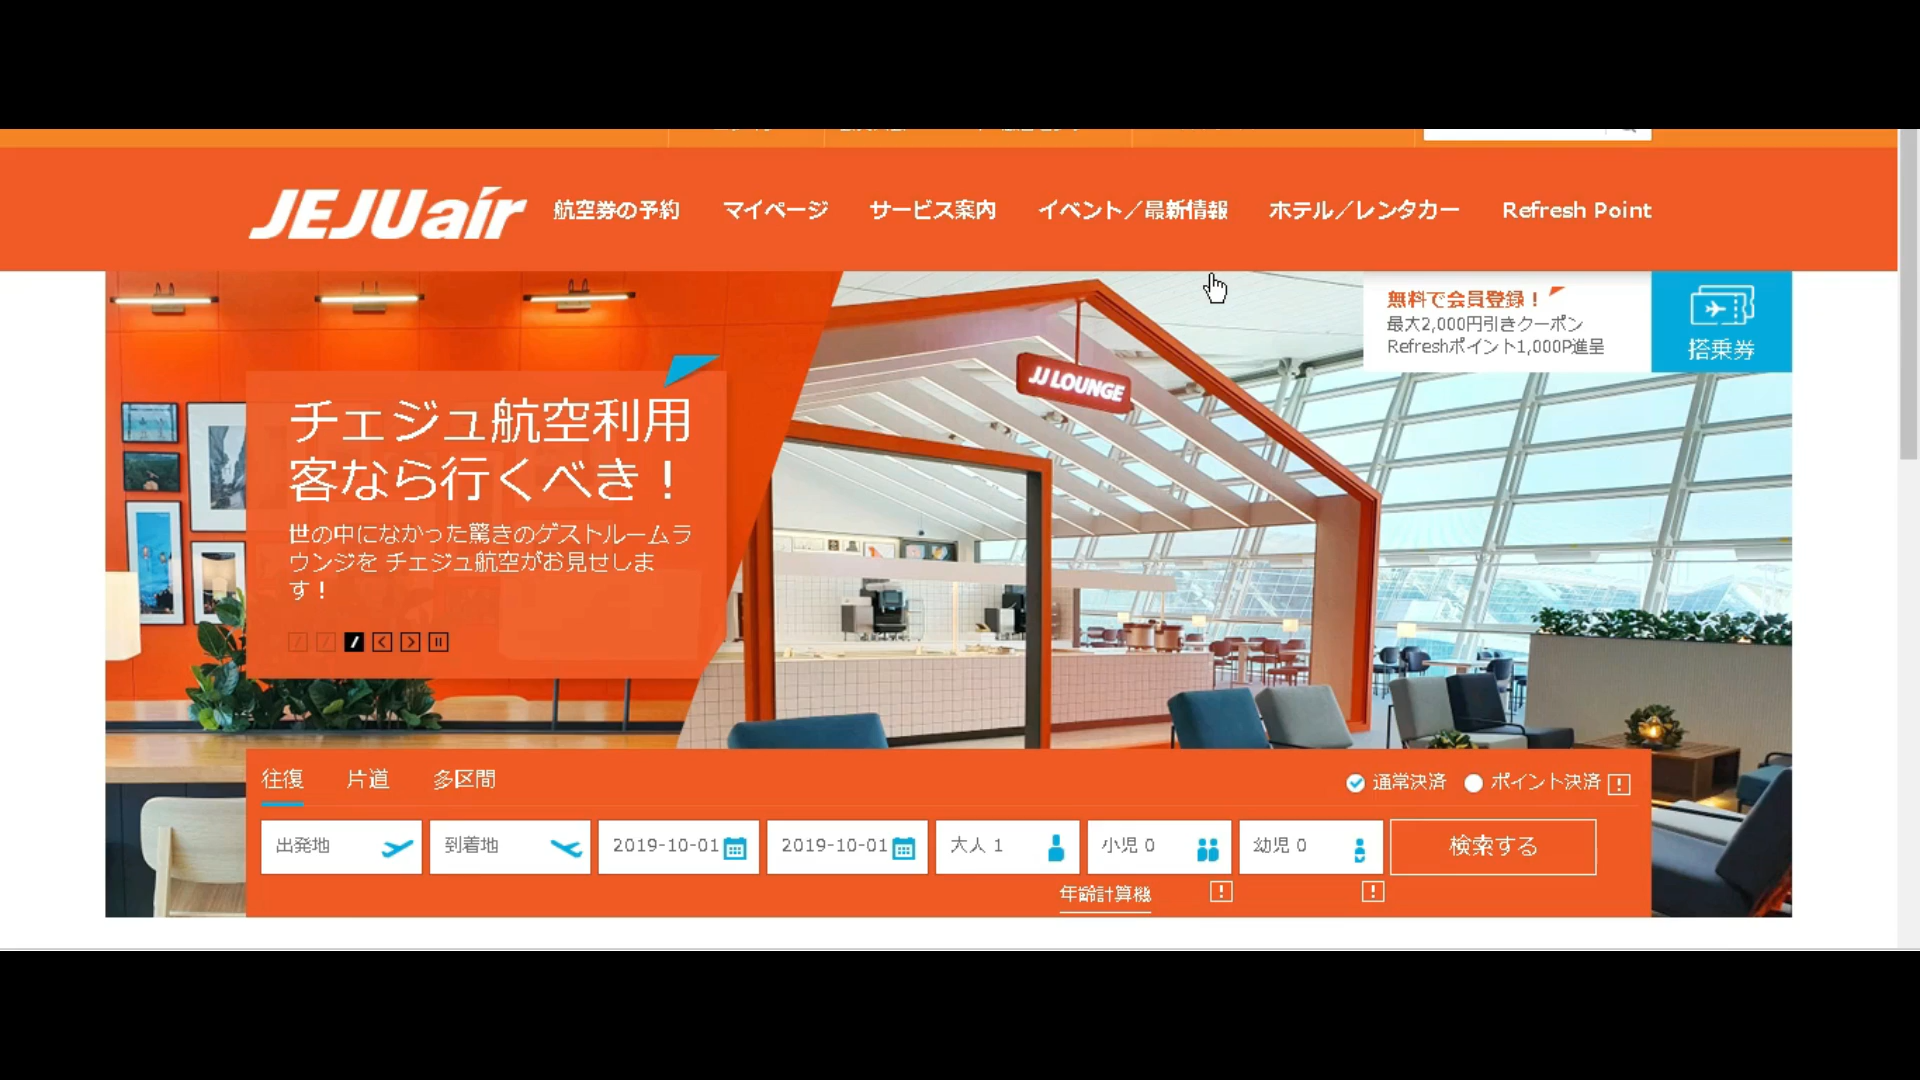 JEJUair
航空券の予約 マイページ サービス案内 イベント／最新情報 ホテル／レンタカー Refresh Point
無料で会員登録！
最大2,000円引きクーポン
Refreshポイント1,000P進呈
搭乗券
JJ LOUNGE
チェジュ航空利用
客なら行くべき！
世の中になかった驚きのゲストルームラ
ウンジを チェジュ航空がお見せしま
す！
往復 片道 多区間 通常決済 ポイント決済
出発地 到着地 2019-10-01 2019-10-01 大人 1 小児 0 幼児 0 検索する
年齢計算機